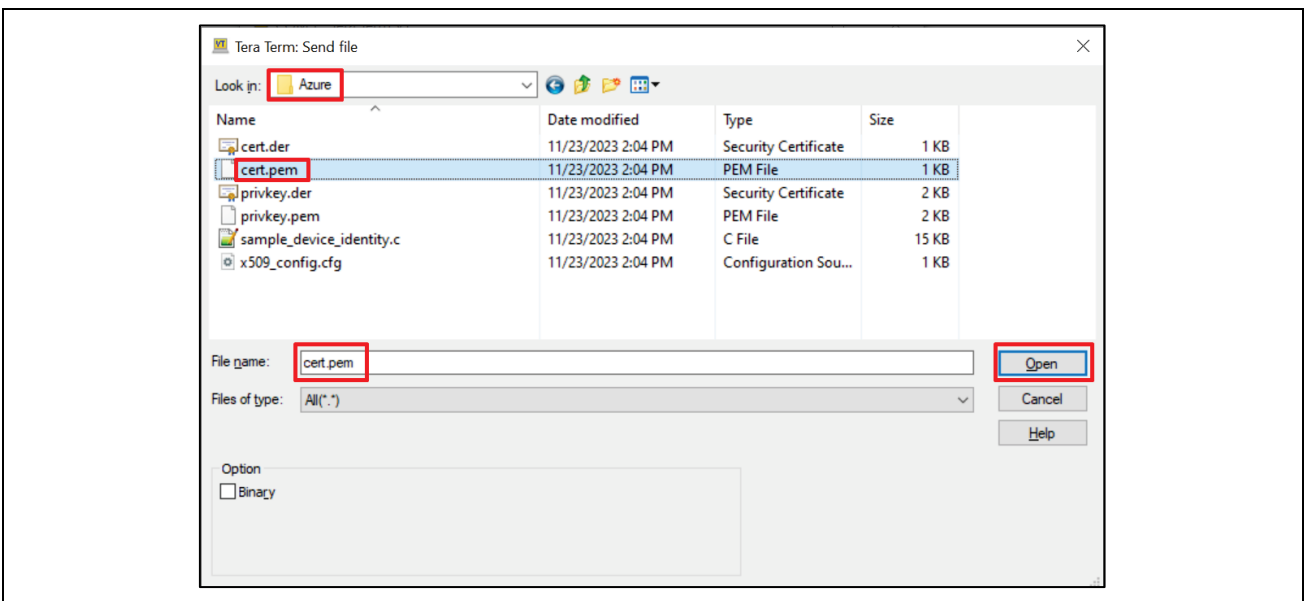 VT Tera Term: Send file
Look in: Azure
Name Date modified Type Size
cert.der 11/23/2023 2:04 PM Security Certificate 1 KB
cert.pem 11/23/2023 2:04 PM PEM File 1 KB
privkey.der 11/23/2023 2:04 PM Security Certificate 2 KB
privkey.pem 11/23/2023 2:04 PM PEM File 2 KB
sample_device_identity.c 11/23/2023 2:04 PM C File 15 KB
x509_config.cfg 11/23/2023 2:04 PM Configuration Sou... 1 KB
File name: cert.pem Open
Files of type: All(*.*) Cancel
Help
Option
Binary